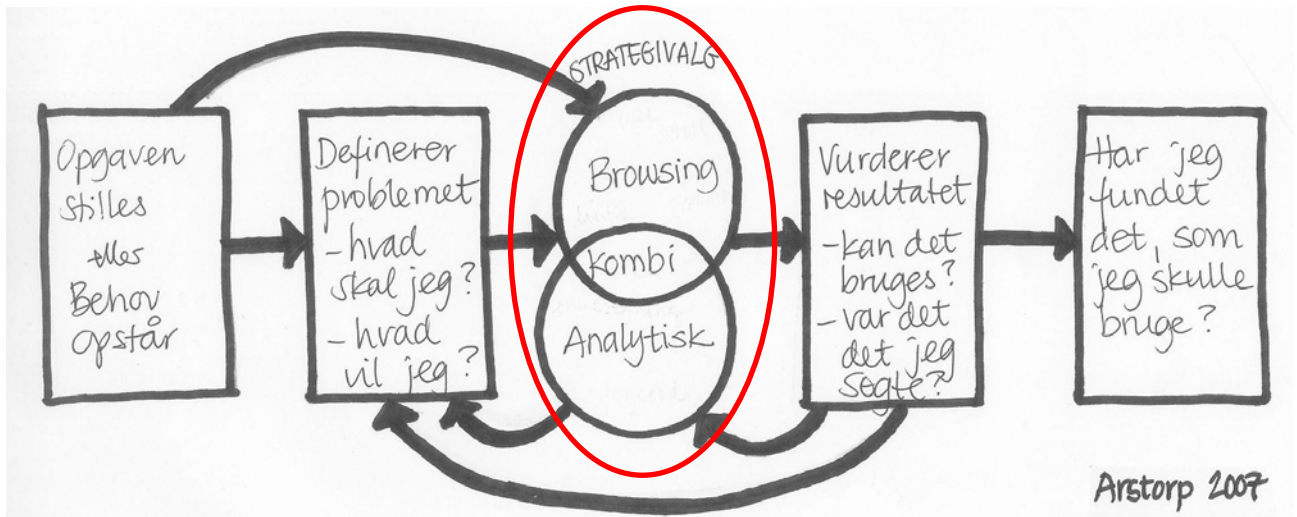 Opgaven
stilles
eller
Behov
opstår
Definerer
problemet
- hvad
skal jeg?
- hvad
vil jeg?
STRATEGIVALG
Browsing
Kombi
Analytisk
Vurderer
resultatet
- kan det
bruges?
- var det
det jeg
søgte?
Har jeg
fundet
det, som
jeg skulle
bruge?
Arstorp 2007